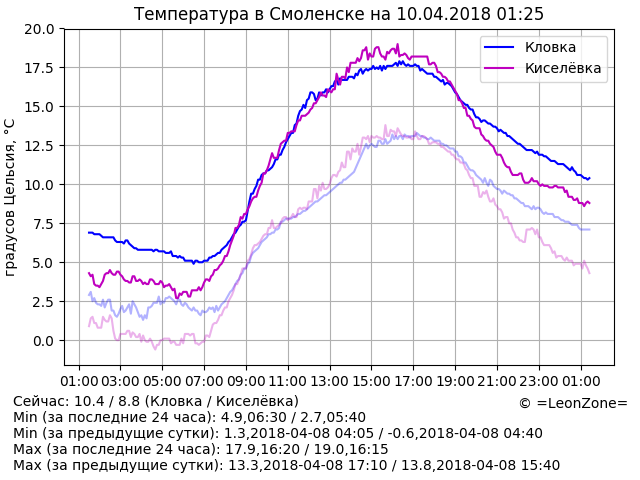 Температура в Смоленске на 10.04.2018 01:25
Кловка
Киселёвка
градусов Цельсия, °C
20.0
17.5
15.0
12.5
10.0
7.5
5.0
2.5
0.0
01:00 03:00 05:00 07:00 09:00 11:00 13:00 15:00 17:00 19:00 21:00 23:00 01:00
Сейчас: 10.4 / 8.8 (Кловка / Киселёвка)
© =LeonZone=
Min (за последние 24 часа): 4.9,06:30 / 2.7,05:40
Min (за предыдущие сутки): 1.3,2018-04-08 04:05 / -0.6,2018-04-08 04:40
Max (за последние 24 часа): 17.9,16:20 / 19.0,16:15
Max (за предыдущие сутки): 13.3,2018-04-08 17:10 / 13.8,2018-04-08 15:40